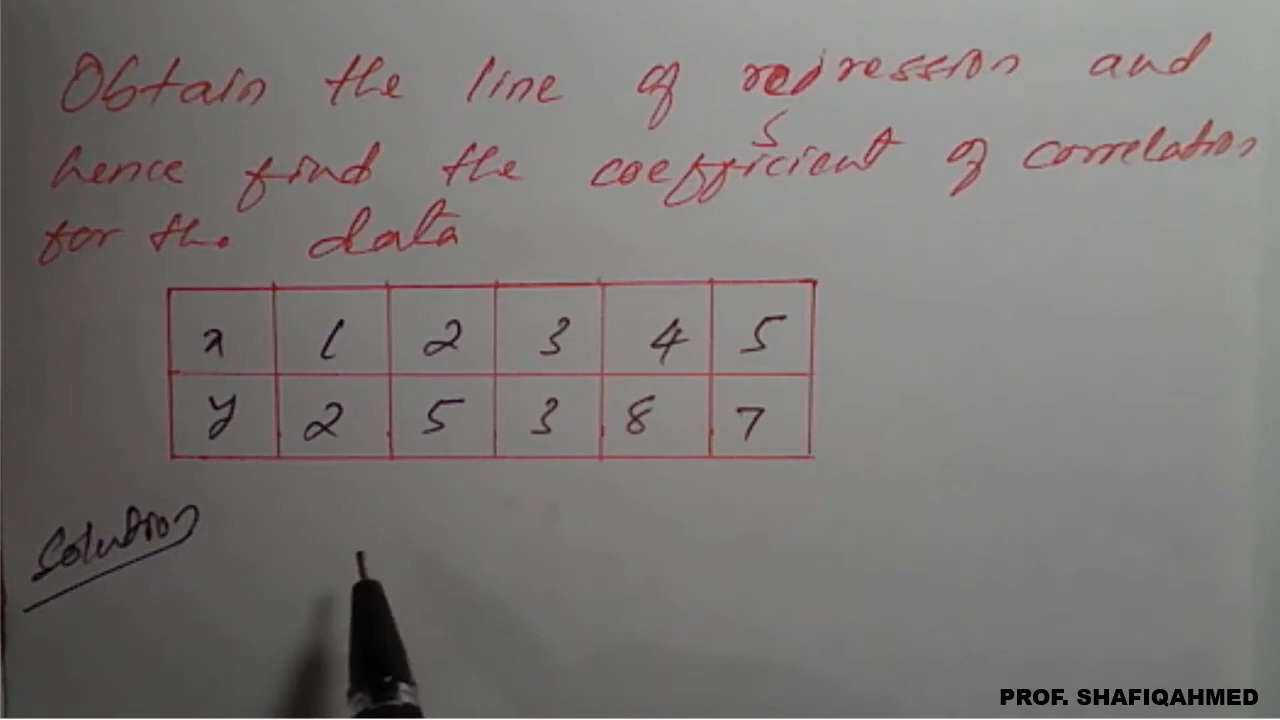 Obtain the line of regression and
hence find the coefficient of correlation
for the data
x 1 2 3 4 5
y 2 5 3 8 7
Solution
PROF. SHAFIQAHMED